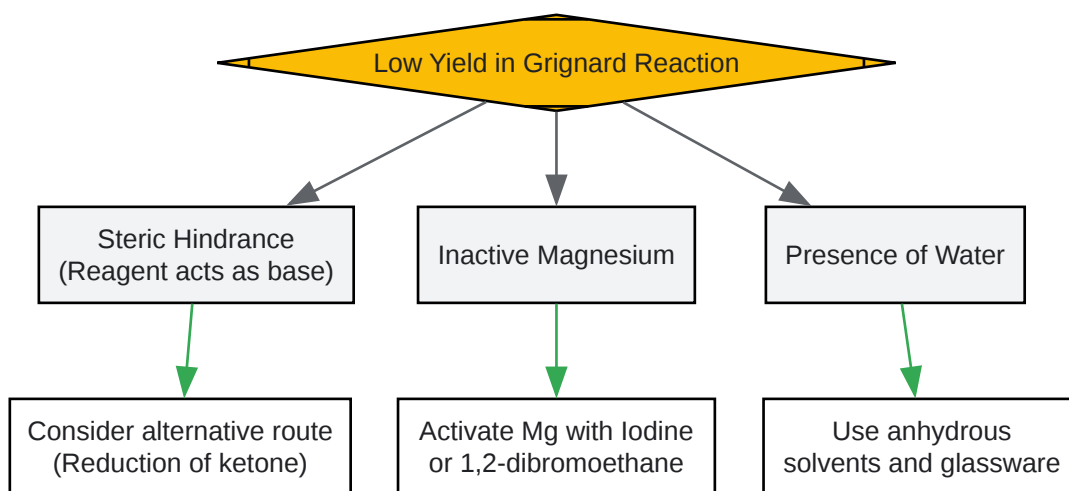 Low Yield in Grignard Reaction
Steric Hindrance
(Reagent acts as base)
Inactive Magnesium
Presence of Water
Consider alternative route
(Reduction of ketone)
Activate Mg with Iodine
or 1,2-dibromoethane
Use anhydrous
solvents and glassware